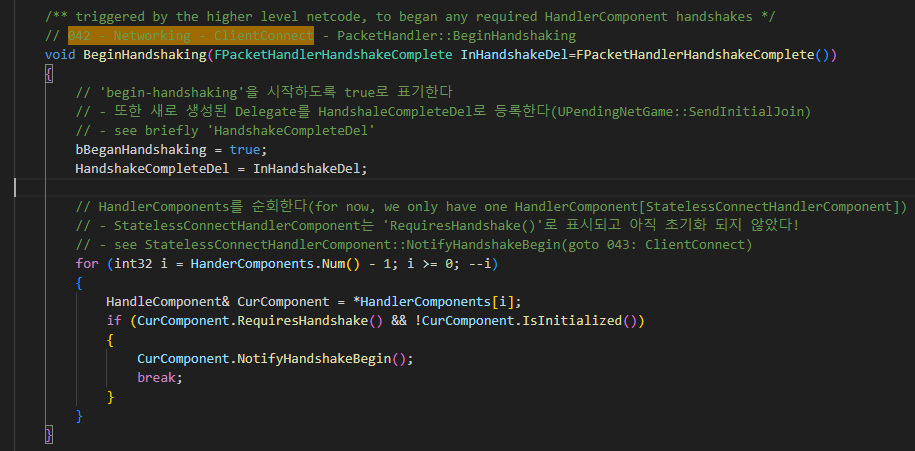 /** triggered by the higher level netcode, to began any required HandlerComponent handshakes */
// 042 - Networking - ClientConnect - PacketHandler::BeginHandshaking
void BeginHandshaking(FPacketHandlerHandshakeComplete InHandshakeDel=FPacketHandlerHandshakeComplete())
{
// 'begin-handshaking'을 시작하도록 true로 표기한다
// - 또한 새로 생성된 Delegate를 HandshaleCompleteDel로 등록한다(UPendingNetGame::SendInitialJoin)
// - see briefly 'HandshakeCompleteDel'
bBeganHandshaking = true;
HandshakeCompleteDel = InHandshakeDel;
// HandlerComponents를 순회한다(for now, we only have one HandlerComponent[StatelessConnectHandlerComponent])
// - StatelessConnectHandlerComponent는 'RequiresHandshake()'로 표시되고 아직 초기화 되지 않았다!
// - see StatelessConnectHandlerComponent::NotifyHandshakeBegin(goto 043: ClientConnect)
for (int32 i = HanderComponents.Num() - 1; i >= 0; --i)
{
HandleComponent& CurComponent = *HandlerComponents[i];
if (CurComponent.RequiresHandshake() && !CurComponent.IsInitialized())
{
CurComponent.NotifyHandshakeBegin();
break;
}
}
}